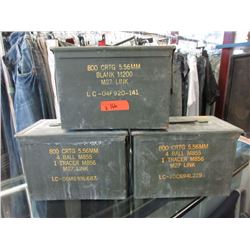 800 CRTG 5.56MM
BLANK M200
M27 LINK
LC-04F920-141
800 CRTG 5.56MM
4 BALL M855
1 TRACER M856
M27 LINK
800 CRTG 5.56MM
4 BALL M855
1 TRACER M856
M27 LINK